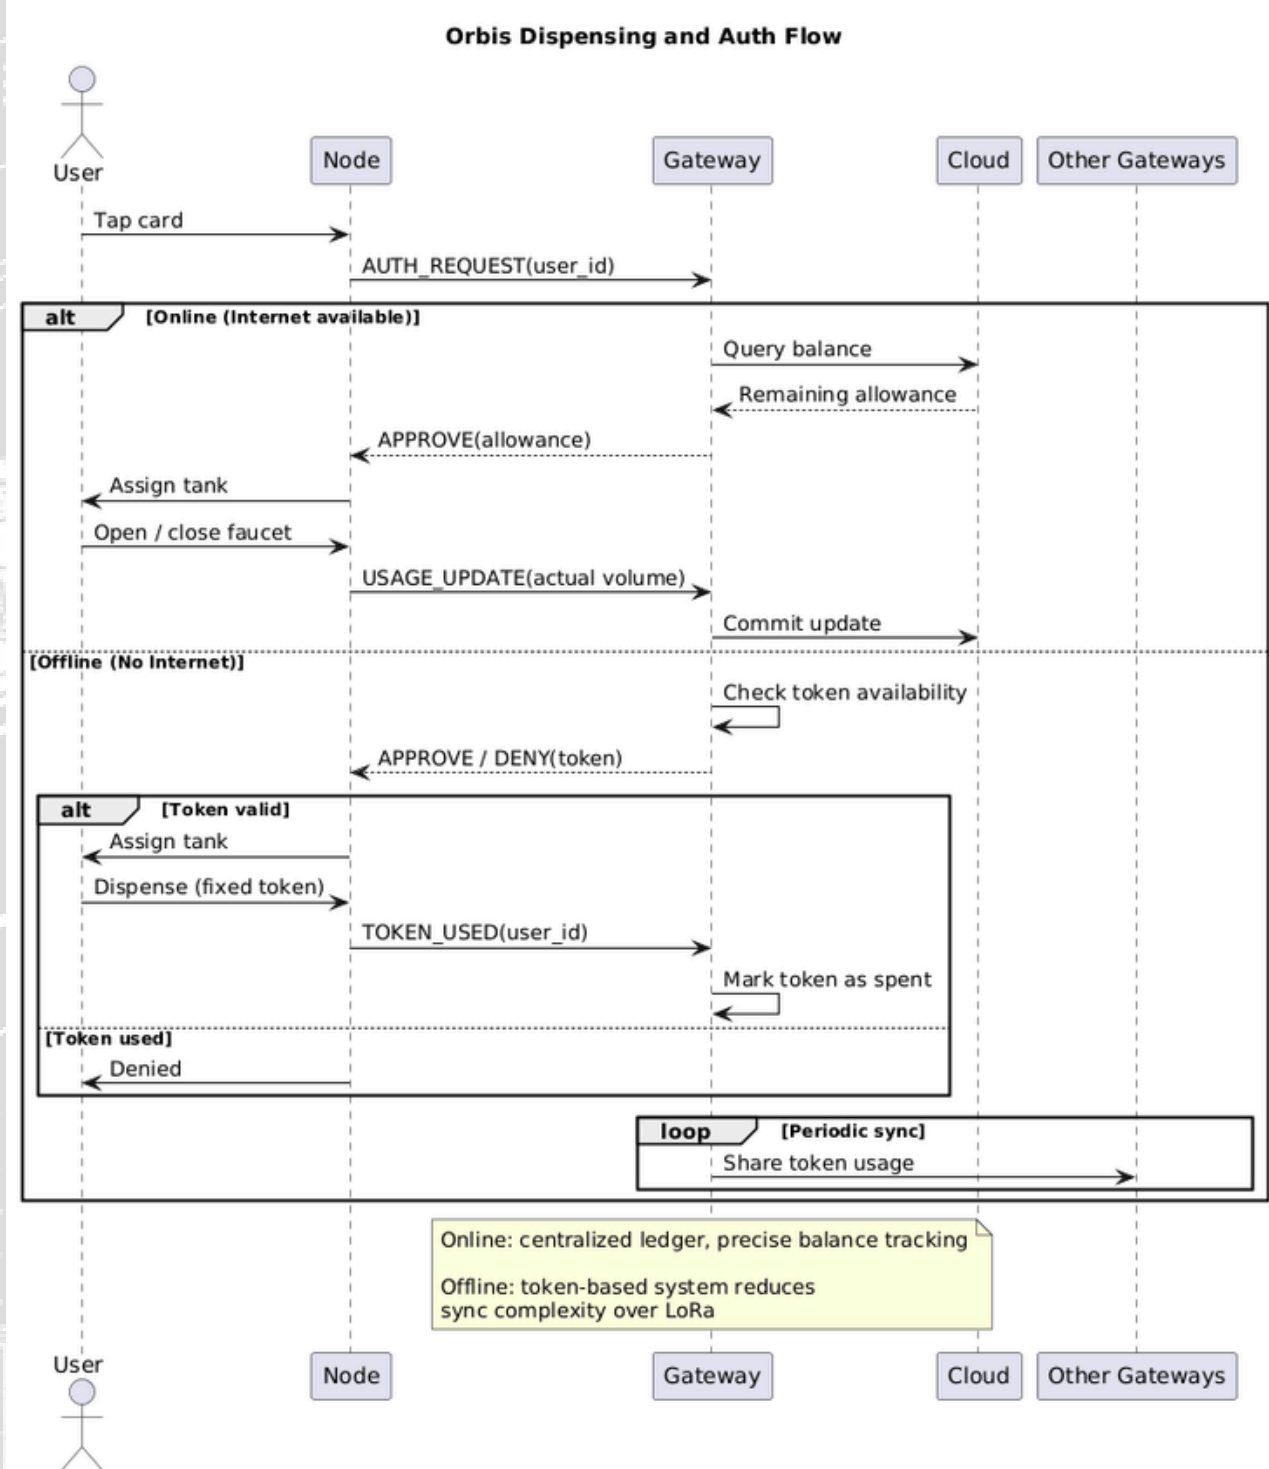 Orbis Dispensing and Auth Flow
User
Node
Gateway
Cloud
Other Gateways
Tap card
AUTH_REQUEST(user_id)
alt
[Online (Internet available)]
Query balance
Remaining allowance
APPROVE(allowance)
Assign tank
Open / close faucet
USAGE_UPDATE(actual volume)
Commit update
[Offline (No Internet)]
Check token availability
APPROVE / DENY(token)
alt
[Token valid]
Assign tank
Dispense (fixed token)
TOKEN_USED(user_id)
Mark token as spent
[Token used]
Denied
loop
[Periodic sync]
Share token usage
Online: centralized ledger, precise balance tracking
Offline: token-based system reduces
sync complexity over LoRa
User
Node
Gateway
Cloud
Other Gateways